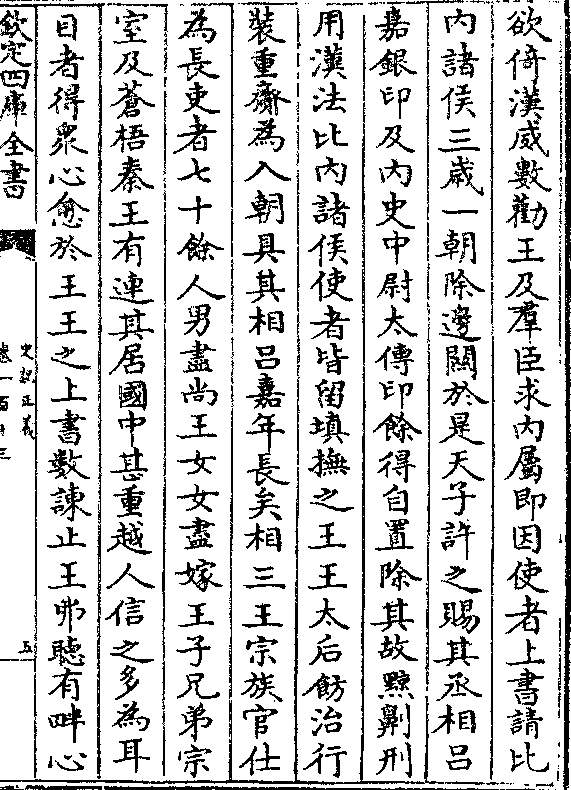 欲倚漢威數勸王及羣臣求内屬即因使者上書請比
内諸侯三歲一朝除邊關於是天子許之賜其丞相吕
嘉銀印及内史中尉太傅印餘得自置除其故黥劓刑
用漢法比内諸侯使者皆留填撫之王王太后飭治行
裝重齎為入朝具其相吕嘉年長矣相三王宗族官仕
為長吏者七十餘人男盡尚王女女盡嫁王子兄弟宗
室及蒼梧秦王有連其居國中甚重越人信之多為耳
目者得衆心愈於王王之上書數諫止王王弗聽有畔心
欽定四庫全書
史記正義
卷一百十三
五